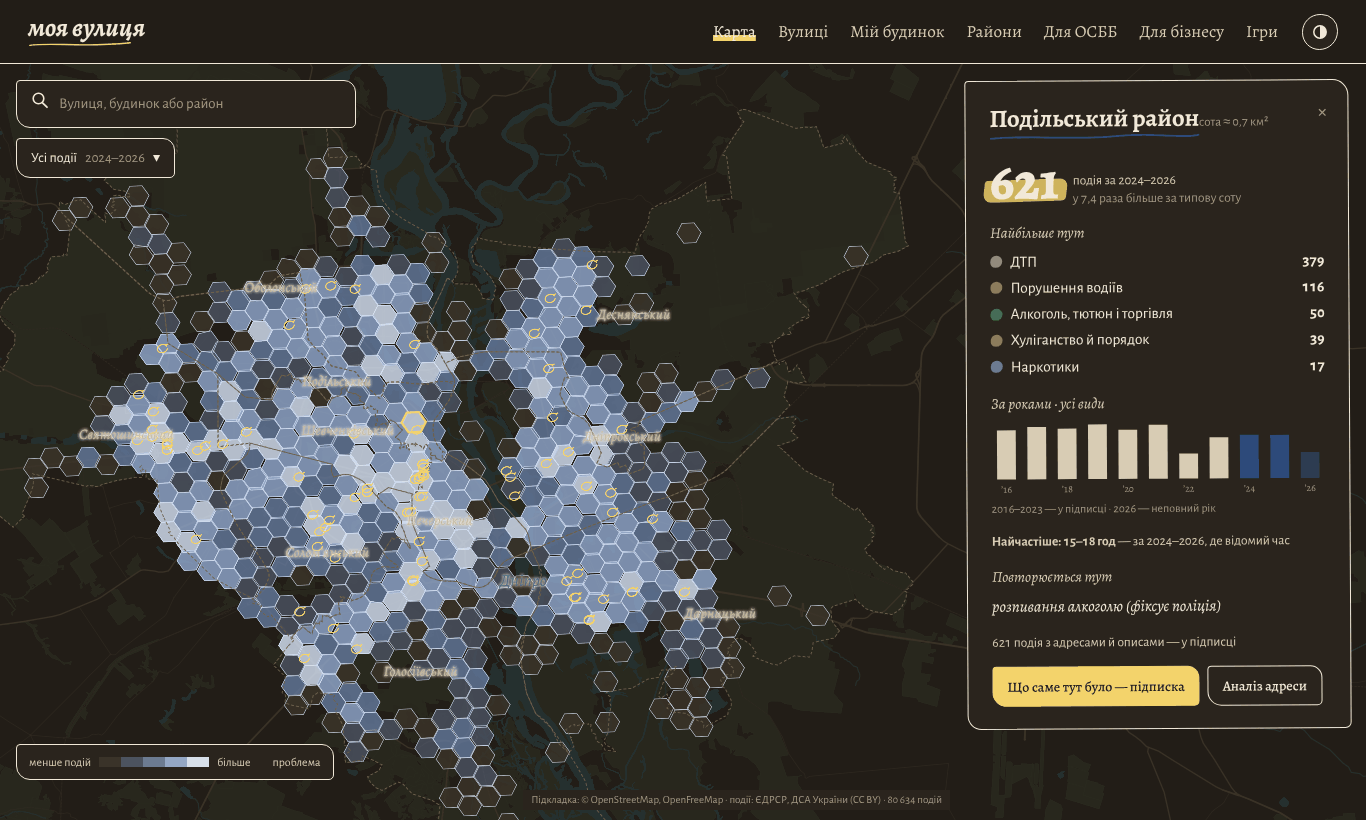 моя вулиця
Карта Вулиці Мій будинок Райони Для ОСББ Для бізнесу Ігри
Вулиця, будинок або район
Усі події 2024–2026 ▾
Оболонський
Деснянський
Подільський
Шевченківський
Святошинський
Дніпровський
Печерський
Солом'янський
Дніпро
Дарницький
Голосіївський
менше подій більше проблема
Підкладка: © OpenStreetMap, OpenFreeMap · події: ЄДРСР, ДСА України (CC BY) · 80 634 подій
Подільський район сота ≈ 0,7 км² ×
621
подія за 2024–2026
у 7,4 раза більше за типову соту
Найбільше тут
ДТП 379
Порушення водіїв 116
Алкоголь, тютюн і торгівля 50
Хуліганство й порядок 39
Наркотики 17
За роками · усі види
'16 '18 '20 '22 '24 '26
2016–2023 — у підписці · 2026 — неповний рік
Найчастіше: 15–18 год — за 2024–2026, де відомий час
Повторюється тут
розпивання алкоголю (фіксує поліція)
621 подія з адресами й описами — у підписці
Що саме тут було — підписка
Аналіз адреси